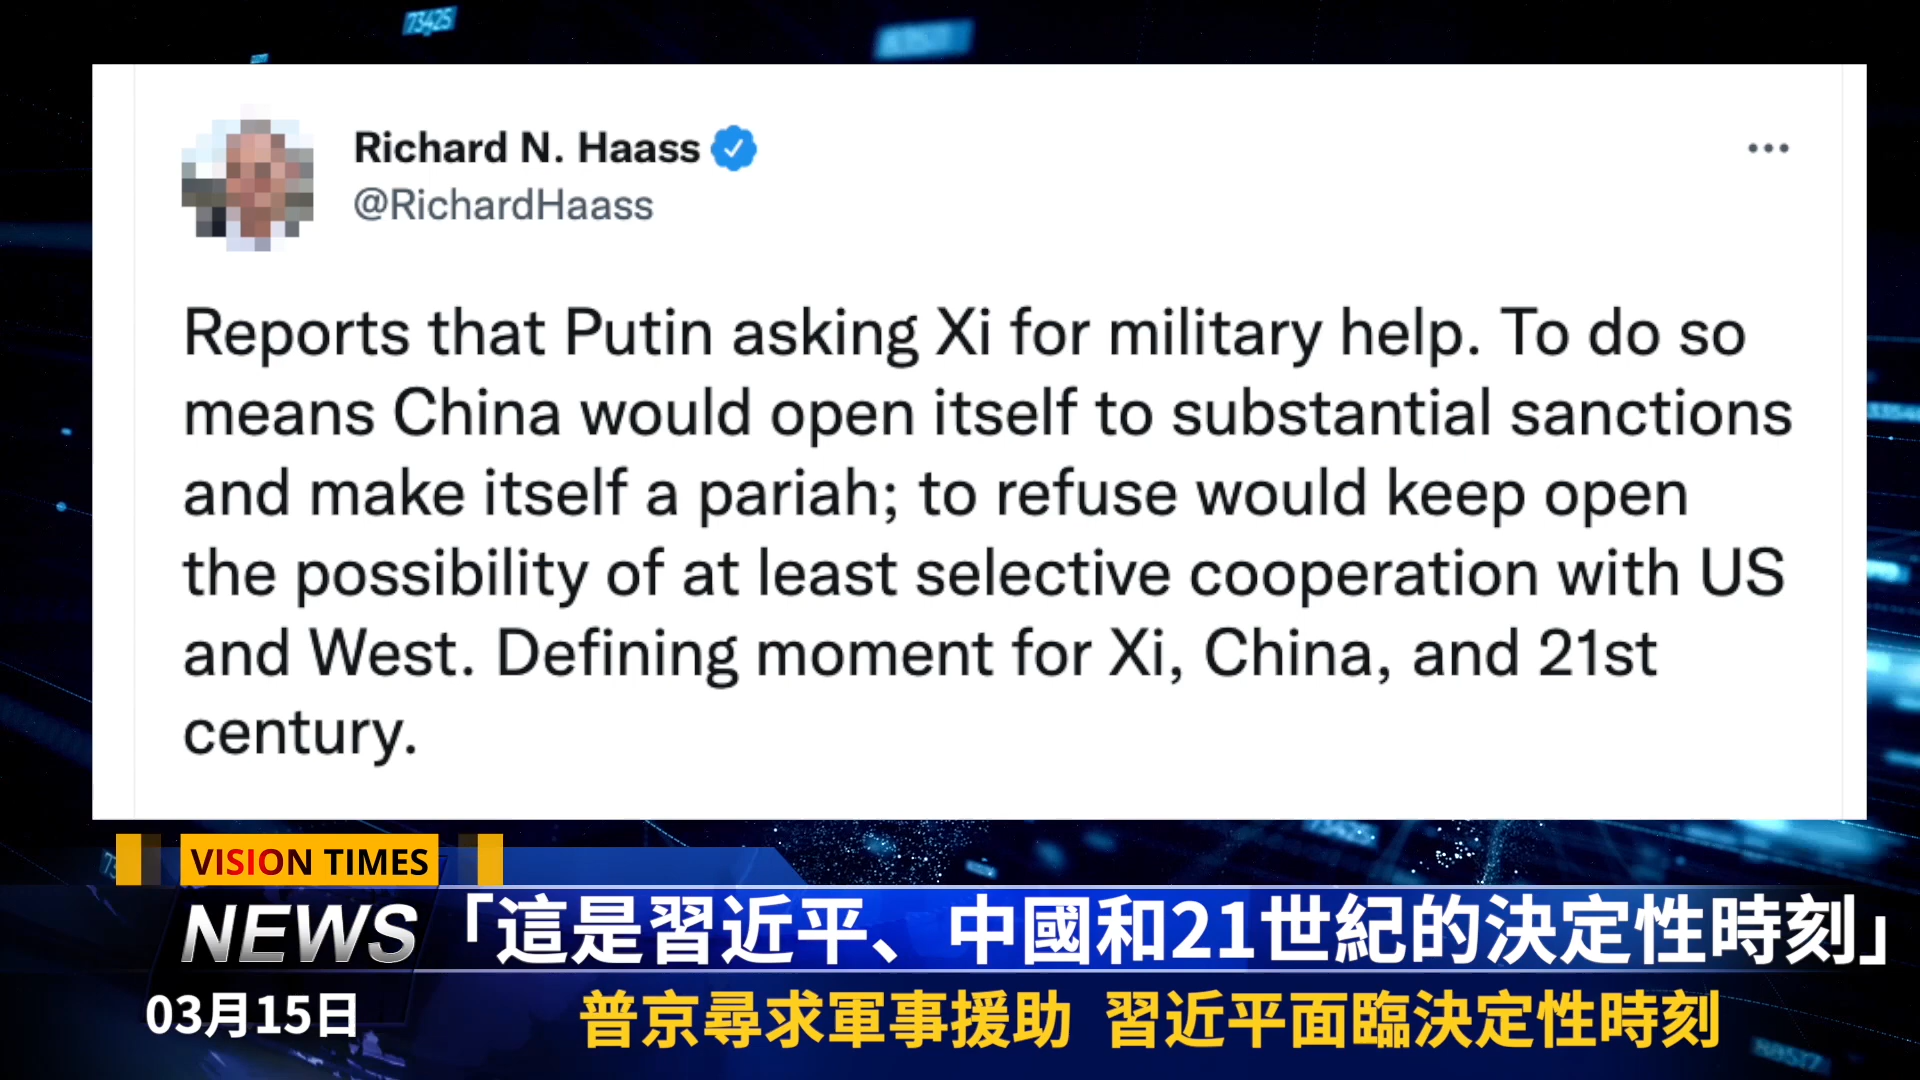 73425
Richard N. Haass
@RichardHaass
Reports that Putin asking Xi for military help. To do so
means China would open itself to substantial sanctions
and make itself a pariah; to refuse would keep open
the possibility of at least selective cooperation with US
and West. Defining moment for Xi, China, and 21st
century.
VISION TIMES
NEWS
「這是習近平、中國和21世紀的決定性時刻」
03月15日
普京尋求軍事援助 習近平面臨決定性時刻